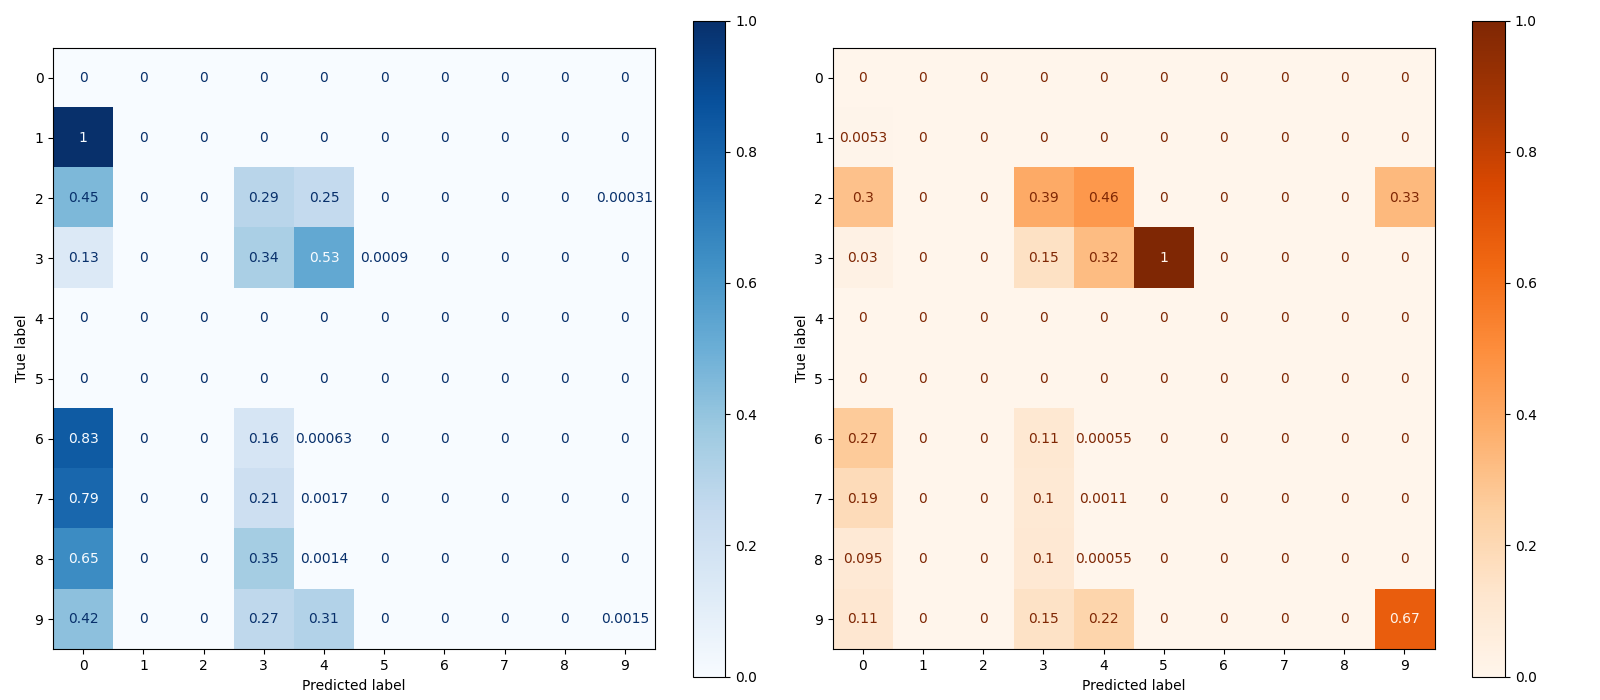 0 0 0 0 0 0 0 0 0 0 0
1 1 0 0 0 0 0 0 0 0 0
2 0.45 0 0 0.29 0.25 0 0 0 0 0.00031
3 0.13 0 0 0.34 0.53 0.0009 0 0 0 0
4 0 0 0 0 0 0 0 0 0 0
5 0 0 0 0 0 0 0 0 0 0
6 0.83 0 0 0.16 0.00063 0 0 0 0 0
7 0.79 0 0 0.21 0.0017 0 0 0 0 0
8 0.65 0 0 0.35 0.0014 0 0 0 0 0
9 0.42 0 0 0.27 0.31 0 0 0 0 0.0015
0 1 2 3 4 5 6 7 8 9
True label
Predicted label
1.0
0.8
0.6
0.4
0.2
0.0
0 0 0 0 0 0 0 0 0 0 0
1 0.0053 0 0 0 0 0 0 0 0 0
2 0.3 0 0 0.39 0.46 0 0 0 0 0.33
3 0.03 0 0 0.15 0.32 1 0 0 0 0
4 0 0 0 0 0 0 0 0 0 0
5 0 0 0 0 0 0 0 0 0 0
6 0.27 0 0 0.11 0.00055 0 0 0 0 0
7 0.19 0 0 0.1 0.0011 0 0 0 0 0
8 0.095 0 0 0.1 0.00055 0 0 0 0 0
9 0.11 0 0 0.15 0.22 0 0 0 0 0.67
0 1 2 3 4 5 6 7 8 9
True label
Predicted label
1.0
0.8
0.6
0.4
0.2
0.0